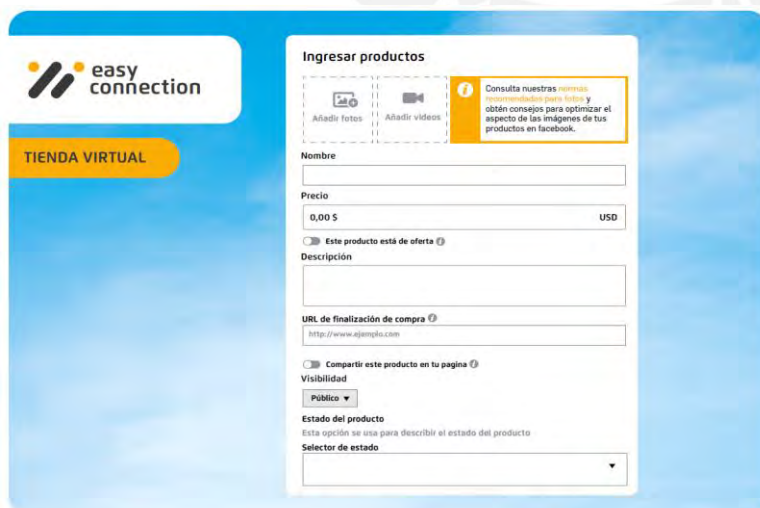 easy
connection
TIENDA VIRTUAL
Ingresar productos
Añadir fotos
Añadir videos
i
Consulta nuestras normas
recomendadas para fotos y
obtén consejos para optimizar el
aspecto de las imágenes de tus
productos en facebook.
Nombre
Precio
0,00 $ USD
Este producto está de oferta i
Descripción
URL de finalización de compra i
http://www.ejemplo.com
Compartir este producto en tu pagina i
Visibilidad
Público
Estado del producto
Esta opción se usa para describir el estado del producto
Selector de estado